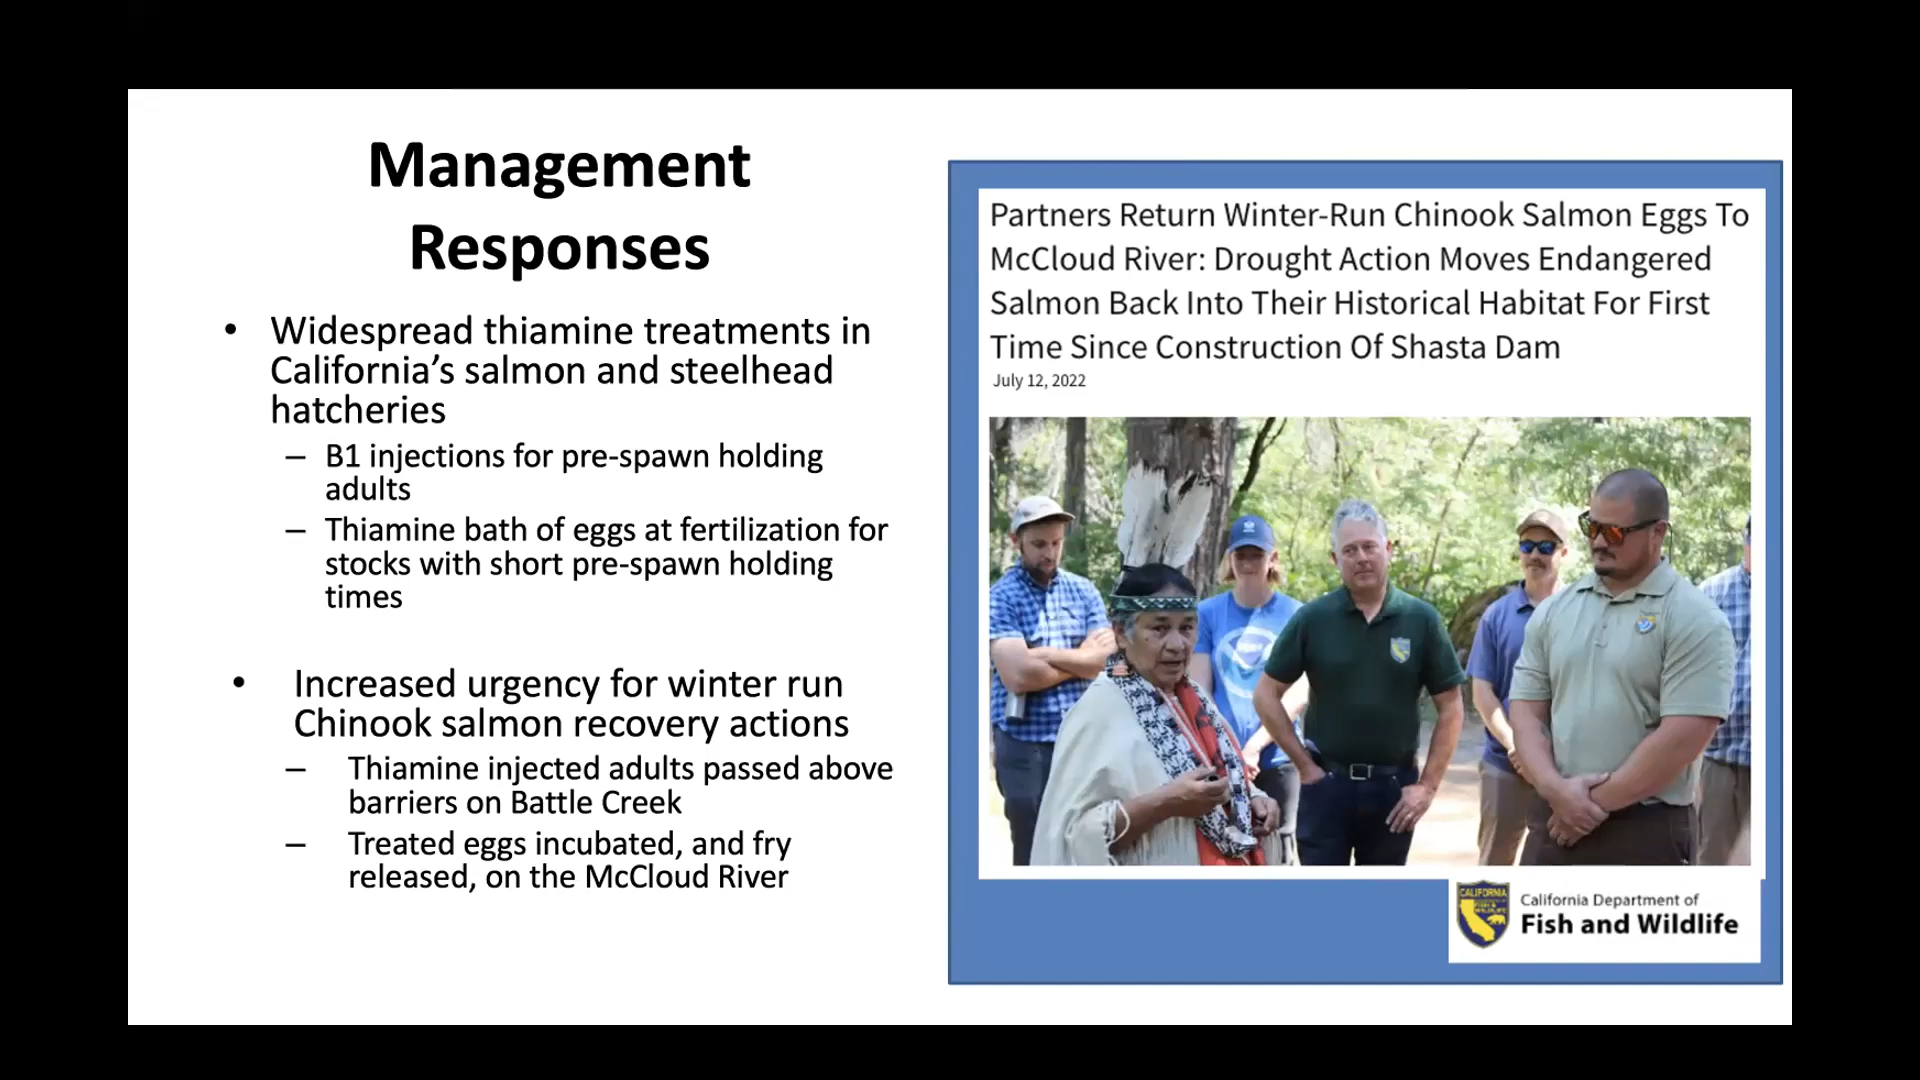 Management
Responses
• Widespread thiamine treatments in
California’s salmon and steelhead
hatcheries
– B1 injections for pre-spawn holding
adults
– Thiamine bath of eggs at fertilization for
stocks with short pre-spawn holding
times
• Increased urgency for winter run
Chinook salmon recovery actions
– Thiamine injected adults passed above
barriers on Battle Creek
– Treated eggs incubated, and fry
released, on the McCloud River
Partners Return Winter-Run Chinook Salmon Eggs To
McCloud River: Drought Action Moves Endangered
Salmon Back Into Their Historical Habitat For First
Time Since Construction Of Shasta Dam
July 12, 2022
CALIFORNIA
California Department of
Fish and Wildlife